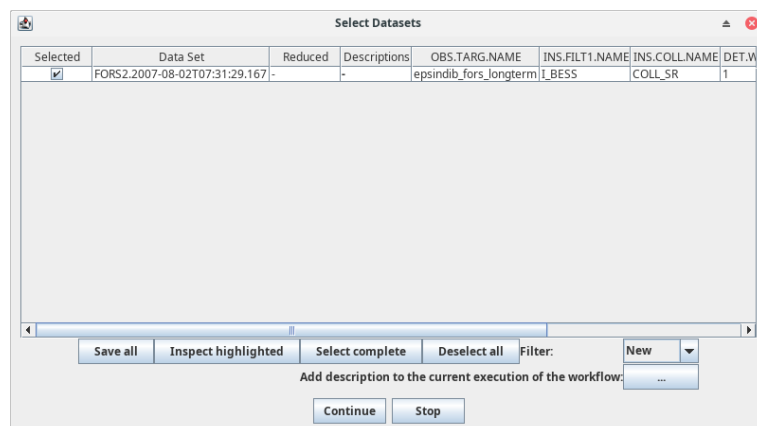 Select Datasets
Selected Data Set Reduced Descriptions OBS.TARG.NAME INS.FILT1.NAME INS.COLL.NAME DET.W
FORS2.2007-08-02T07:31:29.167 - - epsindib_fors_longterm I_BESS COLL_SR 1
Save all Inspect highlighted Select complete Deselect all Filter: New
Add description to the current execution of the workflow: ...
Continue Stop